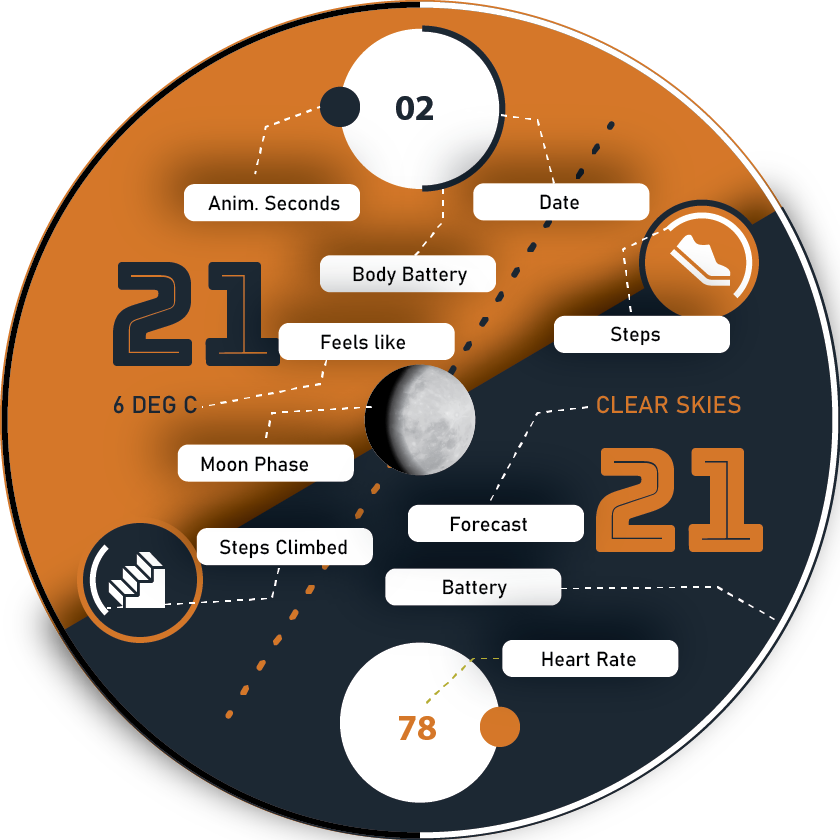 02
Anim. Seconds
Date
Body Battery
21
Feels like
Steps
6 DEG C
CLEAR SKIES
Moon Phase
21
Forecast
Steps Climbed
Battery
Heart Rate
78